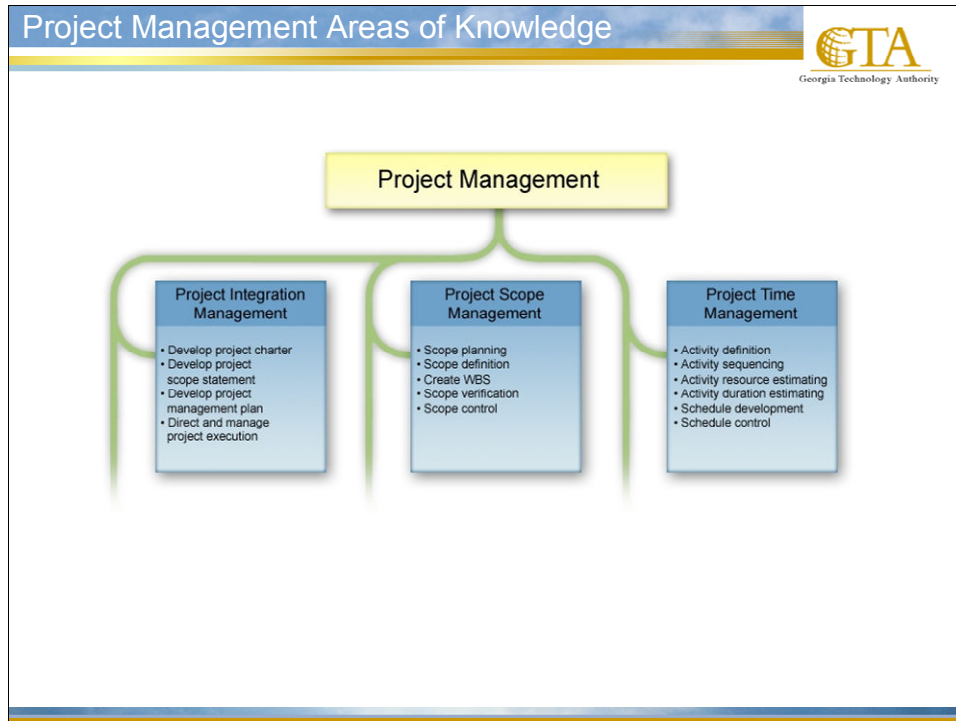 Project Management Areas of Knowledge
GTA
Georgia Technology Authority
Project Management
Project Integration
Management
• Develop project charter
• Develop project
scope statement
• Develop project
management plan
• Direct and manage
project execution
Project Scope
Management
• Scope planning
• Scope definition
• Create WBS
• Scope verification
• Scope control
Project Time
Management
• Activity definition
• Activity sequencing
• Activity resource estimating
• Activity duration estimating
• Schedule development
• Schedule control